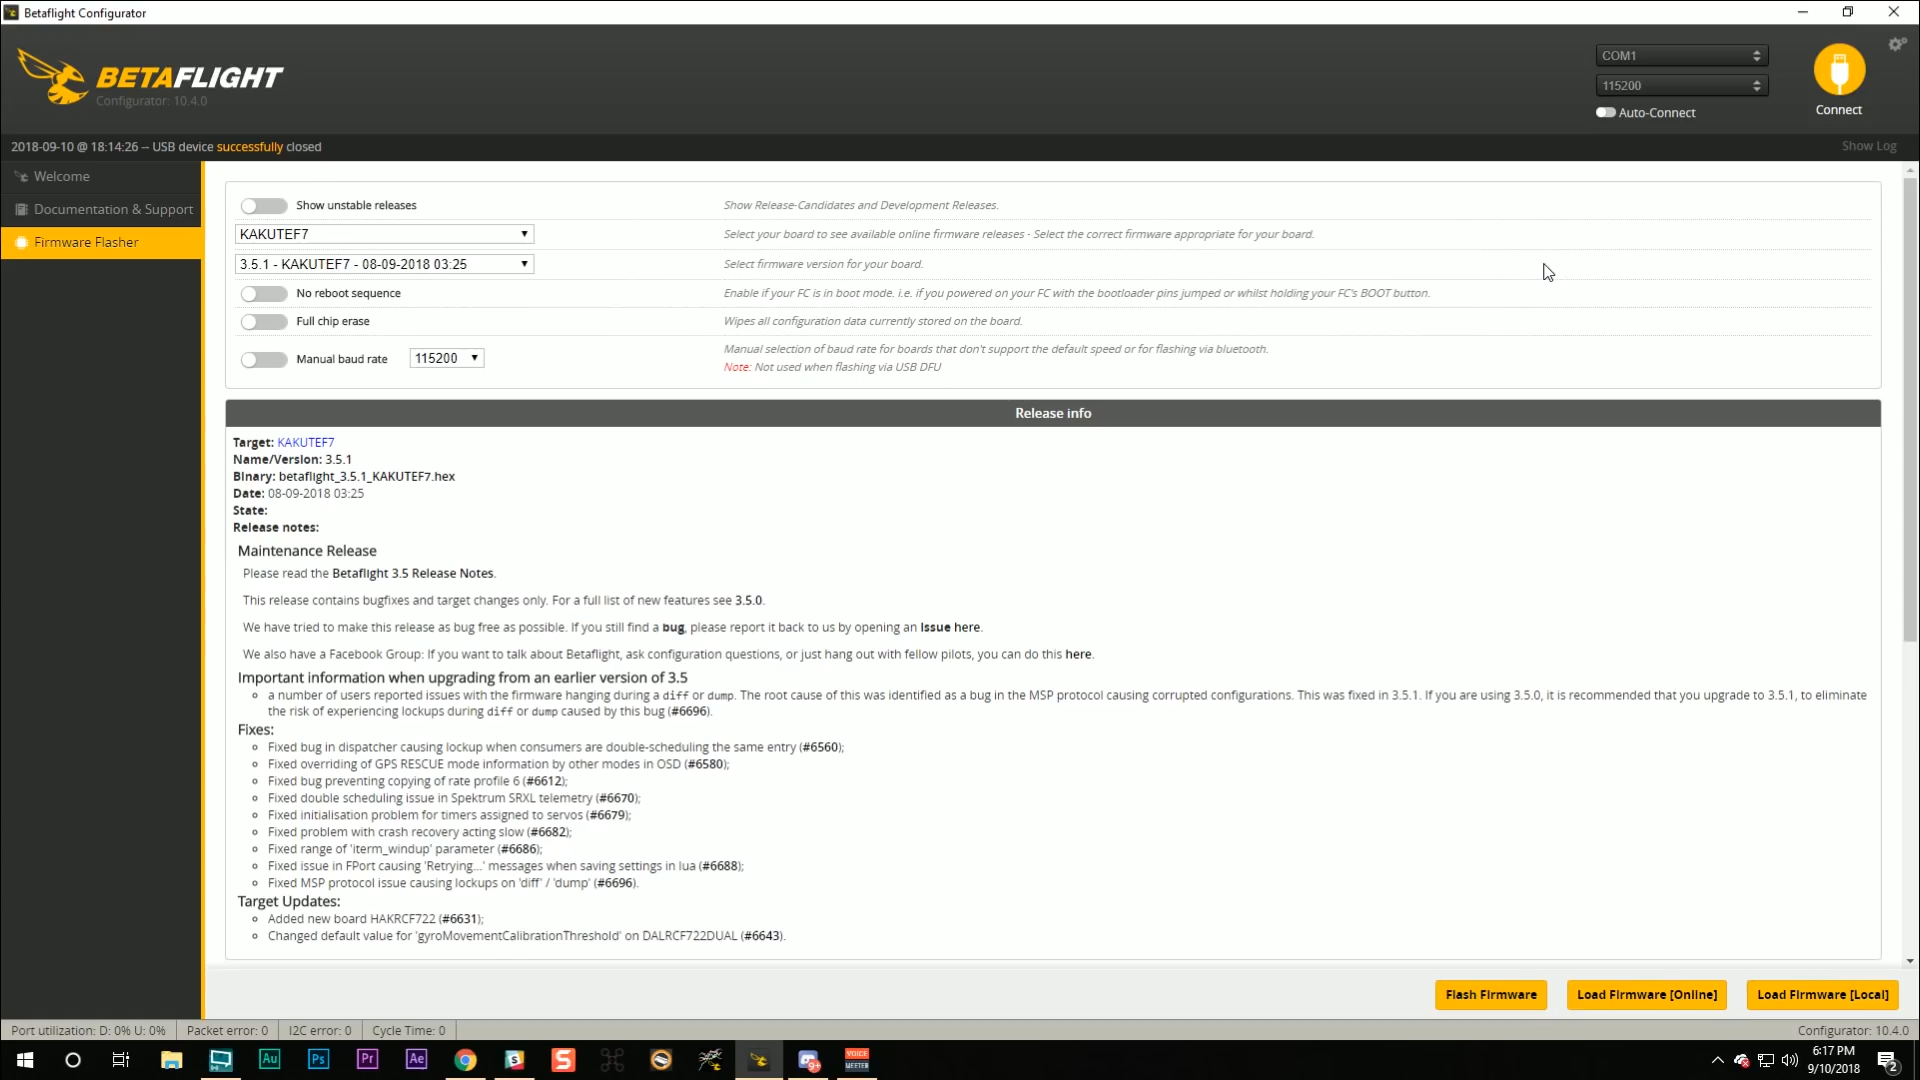 Betaflight Configurator
BETAFLIGHT
Configurator: 10.4.0
COM1
115200
Auto-Connect
Connect
2018-09-10 @ 18:14:26 -- USB device successfully closed
Show Log
Welcome
Documentation & Support
Firmware Flasher
Show unstable releases
Show Release-Candidates and Development Releases.
KAKUTEF7
Select your board to see available online firmware releases - Select the correct firmware appropriate for your board.
3.5.1 - KAKUTEF7 - 08-09-2018 03:25
Select firmware version for your board.
No reboot sequence
Enable if your FC is in boot mode. i.e. if you powered on your FC with the bootloader pins jumped or whilst holding your FC's BOOT button.
Full chip erase
Wipes all configuration data currently stored on the board.
Manual baud rate
115200
Manual selection of baud rate for boards that don't support the default speed or for flashing via bluetooth.
Note: Not used when flashing via USB DFU
Release info
Target: KAKUTEF7
Name/Version: 3.5.1
Binary: betaflight_3.5.1_KAKUTEF7.hex
Date: 08-09-2018 03:25
State:
Release notes:
Maintenance Release
Please read the Betaflight 3.5 Release Notes.
This release contains bugfixes and target changes only. For a full list of new features see 3.5.0.
We have tried to make this release as bug free as possible. If you still find a bug, please report it back to us by opening an issue here.
We also have a Facebook Group: If you want to talk about Betaflight, ask configuration questions, or just hang out with fellow pilots, you can do this here.
Important information when upgrading from an earlier version of 3.5
a number of users reported issues with the firmware hanging during a diff or dump. The root cause of this was identified as a bug in the MSP protocol causing corrupted configurations. This was fixed in 3.5.1. If you are using 3.5.0, it is recommended that you upgrade to 3.5.1, to eliminate
the risk of experiencing lockups during diff or dump caused by this bug (#6696).
Fixes:
Fixed bug in dispatcher causing lockup when consumers are double-scheduling the same entry (#6560);
Fixed overriding of GPS RESCUE mode information by other modes in OSD (#6580);
Fixed bug preventing copying of rate profile 6 (#6612);
Fixed double scheduling issue in Spektrum SRXL telemetry (#6670);
Fixed initialisation problem for timers assigned to servos (#6679);
Fixed problem with crash recovery acting slow (#6682);
Fixed range of 'iterm_windup' parameter (#6686);
Fixed issue in FPort causing 'Retrying...' messages when saving settings in lua (#6688);
Fixed MSP protocol issue causing lockups on 'diff' / 'dump' (#6696).
Target Updates:
Added new board HAKRCF722 (#6631);
Changed default value for 'gyroMovementCalibrationThreshold' on DALRCF722DUAL (#6643).
Flash Firmware
Load Firmware [Online]
Load Firmware [Local]
Port utilization: D: 0% U: 0%
Packet error: 0
I2C error: 0
Cycle Time: 0
Configurator: 10.4.0
Au
Ps
Pr
Ae
S
9+
VOICE
MEETER
6:17 PM
9/10/2018
2